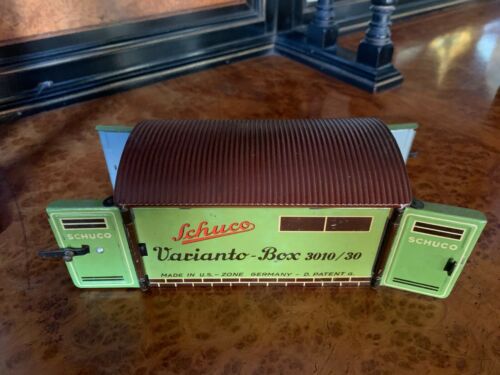 Schuco
Varianto-Box 3010/30
MADE IN U.S.-ZONE GERMANY - D. PATENT G.
SCHUCO
SCHUCO